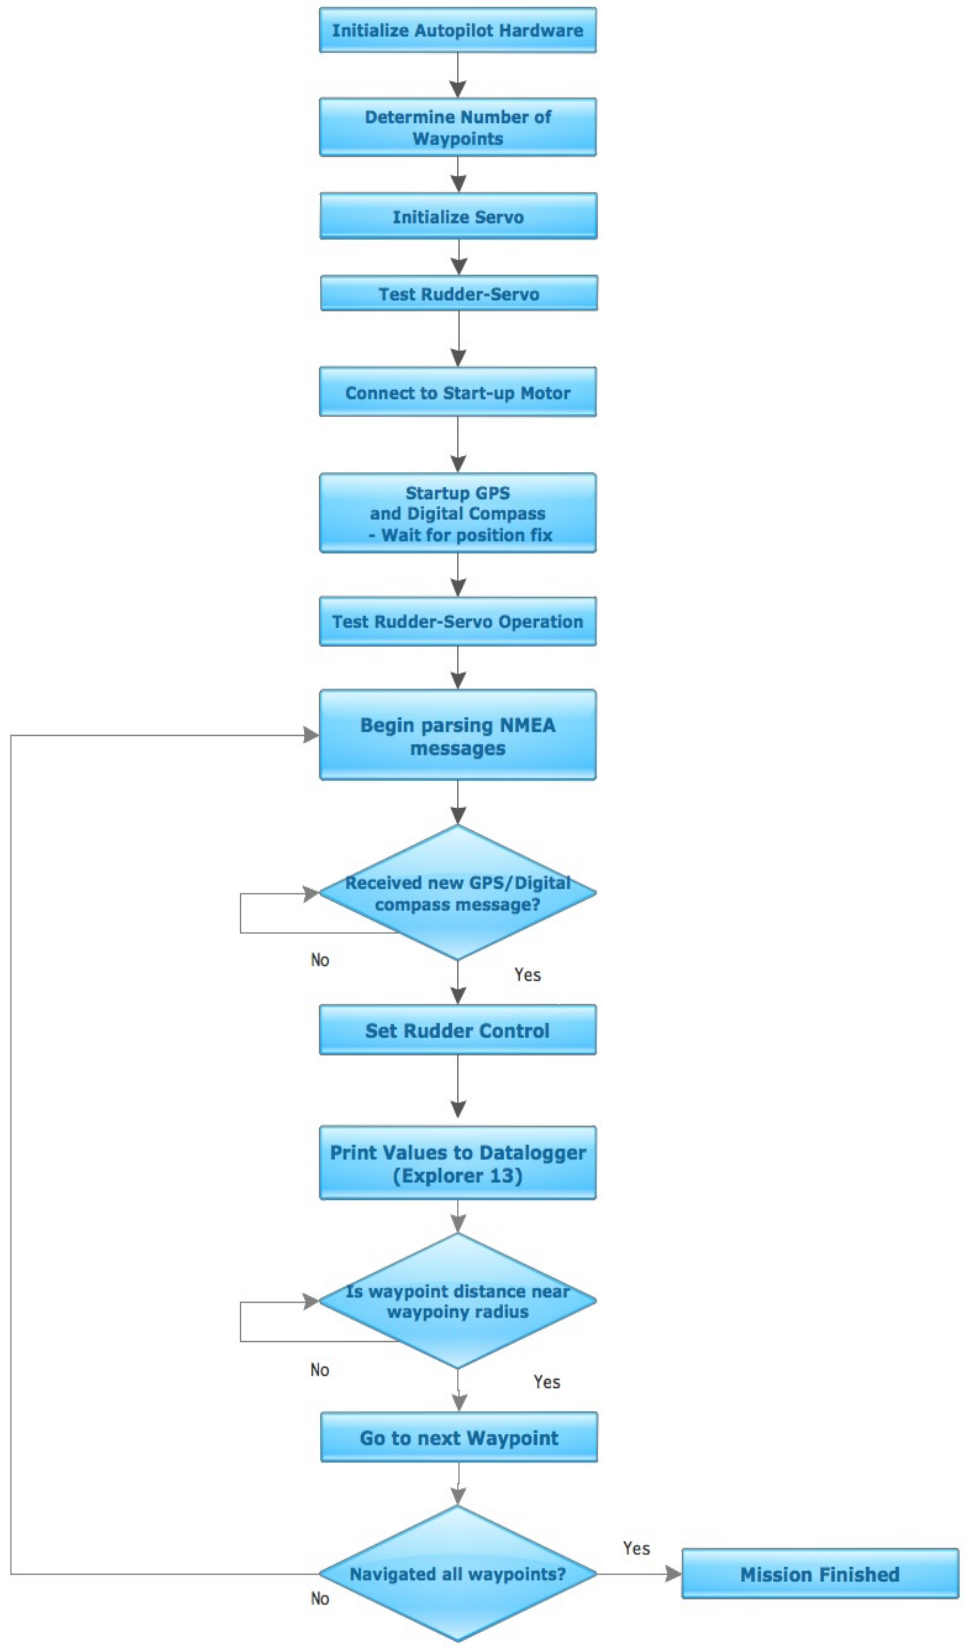 Initialize Autopilot Hardware
Determine Number of
Waypoints
Initialize Servo
Test Rudder-Servo
Connect to Start-up Motor
Startup GPS
and Digital Compass
- Wait for position fix
Test Rudder-Servo Operation
Begin parsing NMEA
messages
Received new GPS/Digital
compass message?
No
Yes
Set Rudder Control
Print Values to Datalogger
(Explorer 13)
Is waypoint distance near
waypoiny radius
No
Yes
Go to next Waypoint
Navigated all waypoints?
Yes
No
Mission Finished